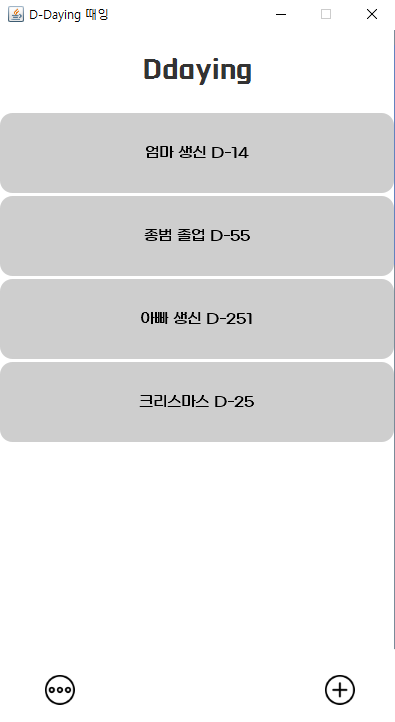 D-Daying 때잉
Ddaying
엄마 생신 D-14
종범 졸업 D-55
아빠 생신 D-251
크리스마스 D-25